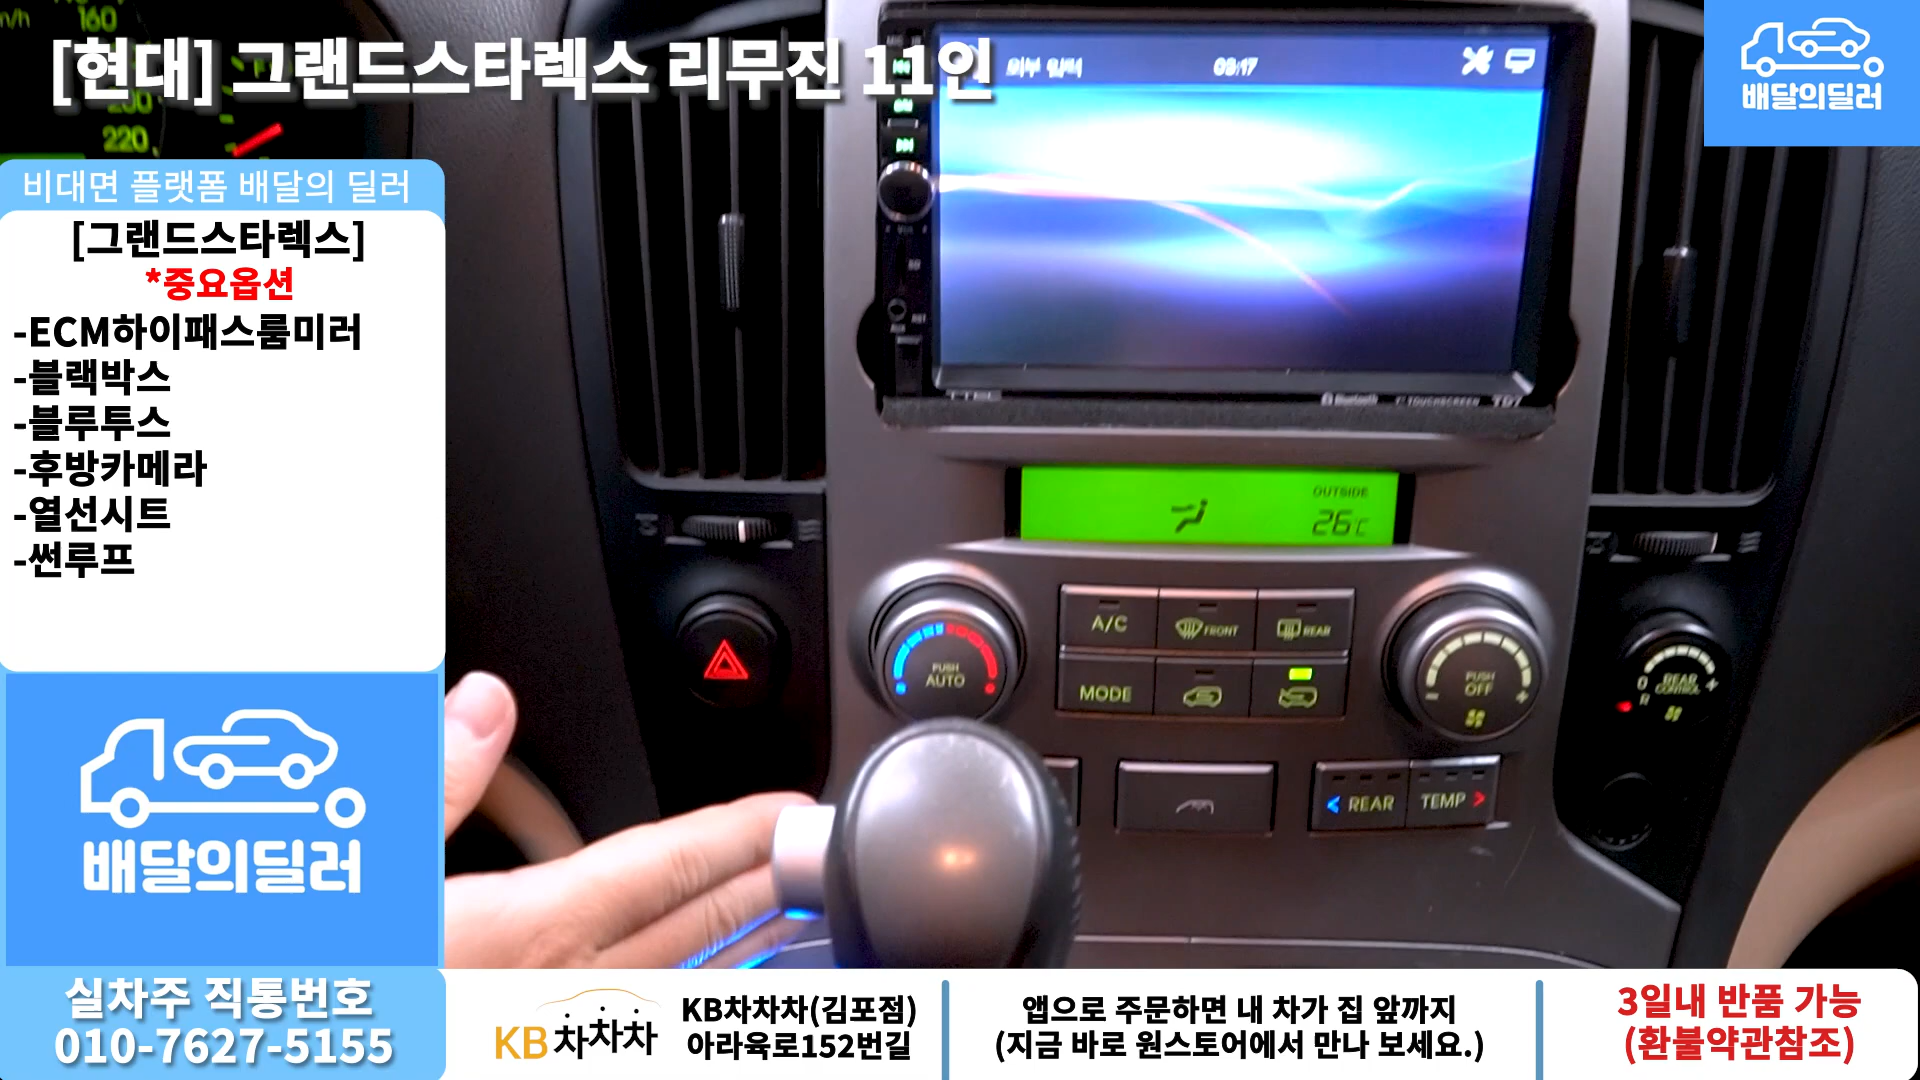 [현대] 그랜드스타렉스 리무진 11인
160
220
배달의딜러
비대면 플랫폼 배달의 딜러
[그랜드스타렉스]
*중요옵션
-ECM하이패스룸미러
-블랙박스
-블루투스
-후방카메라
-열선시트
-썬루프
배달의딜러
실차주 직통번호
010-7627-5155
KB차차차
KB차차차(김포점)
아라육로152번길
앱으로 주문하면 내 차가 집 앞까지
(지금 바로 원스토어에서 만나 보세요.)
3일내 반품 가능
(환불약관참조)
09:17
Bluetooth
TOUCHSCREEN
OUTSIDE
26c
PUSH
AUTO
A/C
FRONT
REAR
MODE
PUSH
OFF
- +
REAR
CONTROL
0
R
+
< REAR
TEMP >